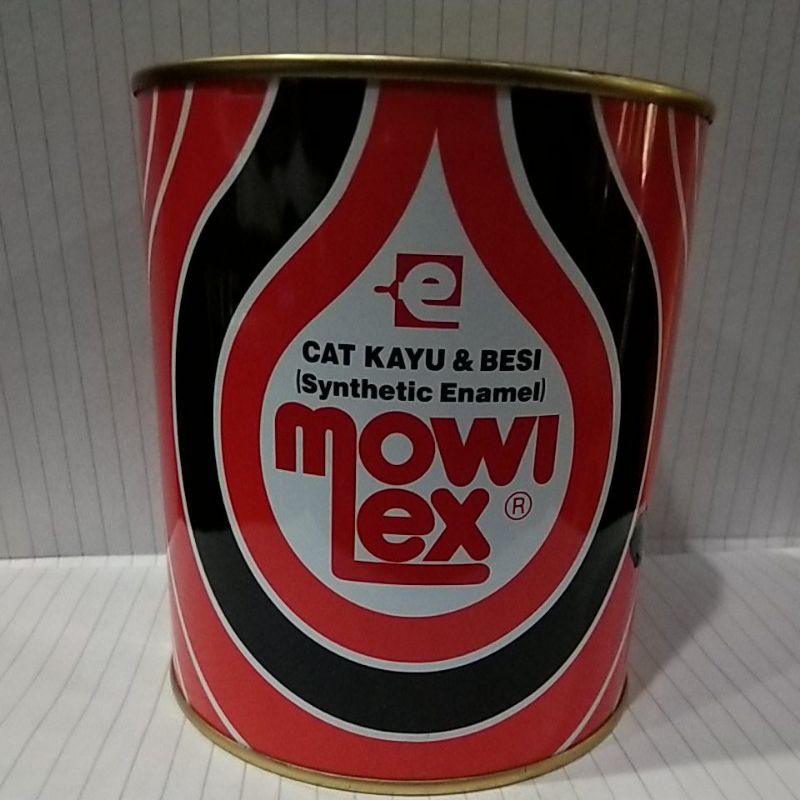 e
CAT KAYU & BESI
(Synthetic Enamel)
mowi
Lex ®